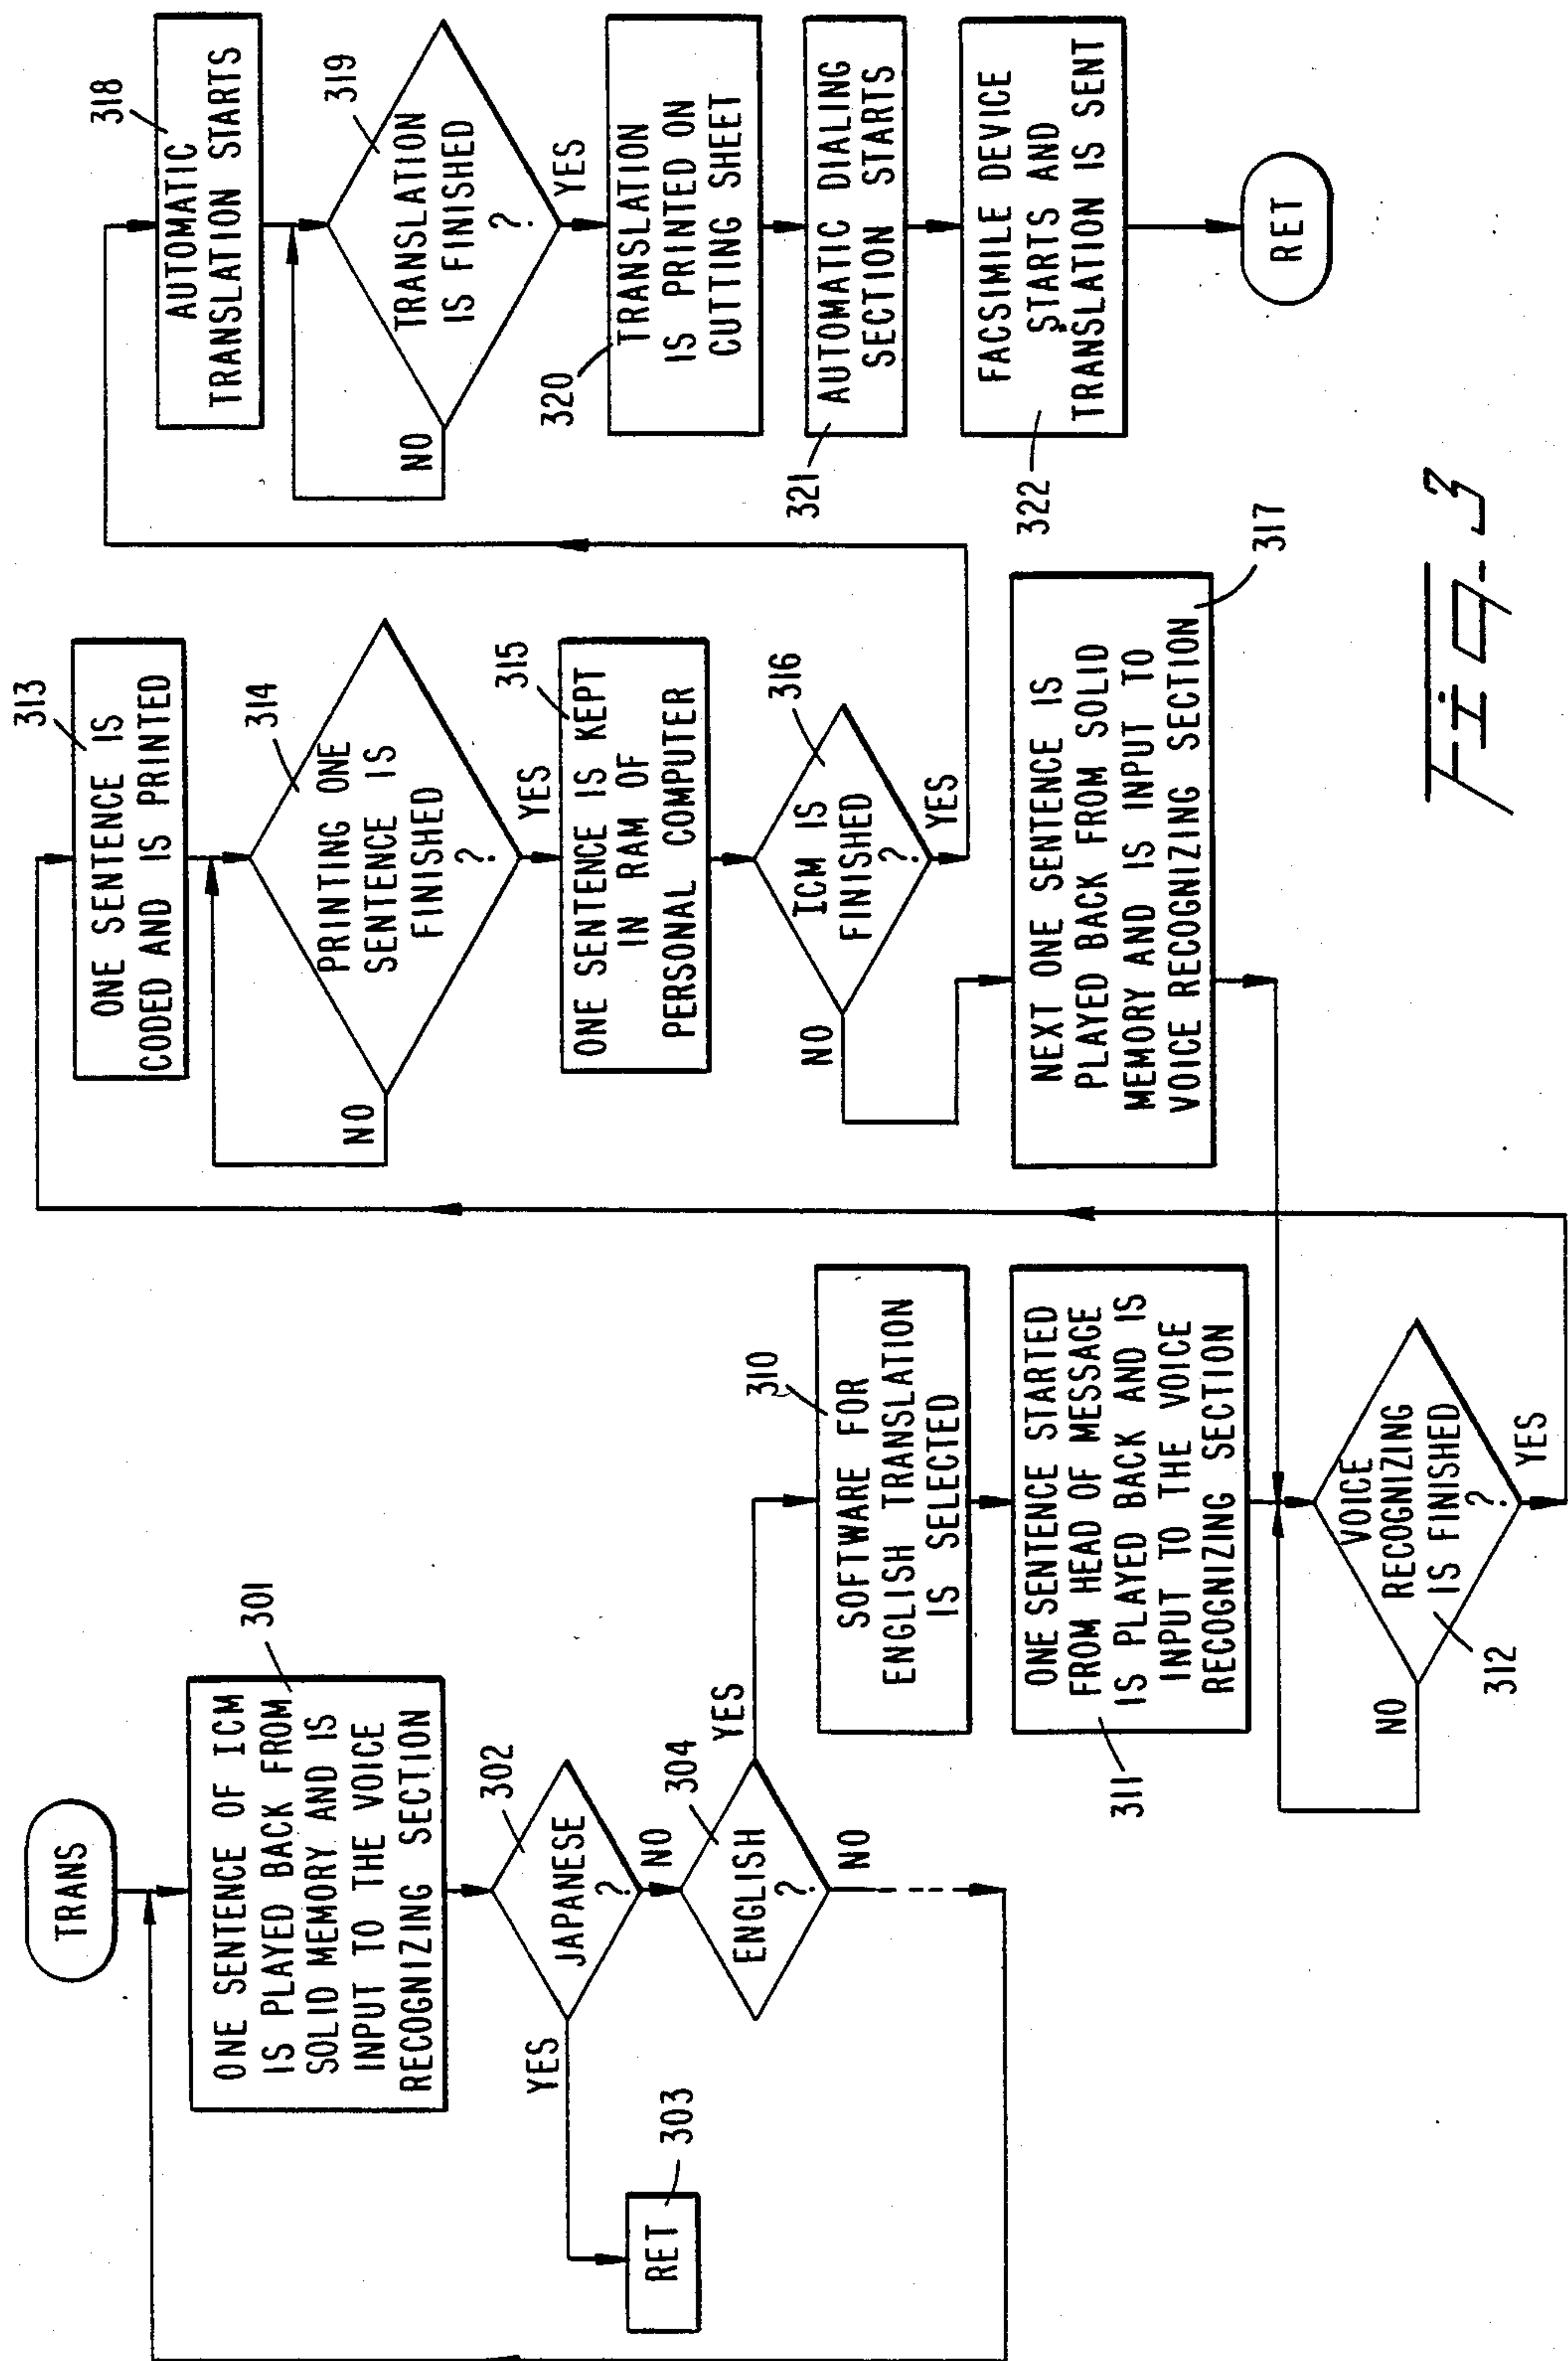 TRANS
301
ONE SENTENCE OF ICM
IS PLAYED BACK FROM
SOLID MEMORY AND IS
INPUT TO THE VOICE
RECOGNIZING SECTION
302
JAPANESE
?
YES
NO
RET
303
304
ENGLISH
?
YES
NO
310
SOFTWARE FOR
ENGLISH TRANSLATION
IS SELECTED
ONE SENTENCE STARTED
FROM HEAD OF MESSAGE
IS PLAYED BACK AND IS
INPUT TO THE VOICE
RECOGNIZING SECTION
311
VOICE
RECOGNIZING
IS FINISHED
?
NO
YES
312
313
ONE SENTENCE IS
CODED AND IS PRINTED
314
PRINTING ONE
SENTENCE IS
FINISHED
?
NO
YES
315
ONE SENTENCE IS KEPT
IN RAM OF
PERSONAL COMPUTER
316
ICM IS
FINISHED
?
NO
YES
NEXT ONE SENTENCE IS
PLAYED BACK FROM SOLID
MEMORY AND IS INPUT TO
VOICE RECOGNIZING SECTION
317
318
AUTOMATIC
TRANSLATION STARTS
319
TRANSLATION
IS FINISHED
?
NO
YES
320
TRANSLATION
IS PRINTED ON
CUTTING SHEET
321
AUTOMATIC DIALING
SECTION STARTS
322
FACSIMILE DEVICE
STARTS AND
TRANSLATION IS SENT
RET
FIG. 3